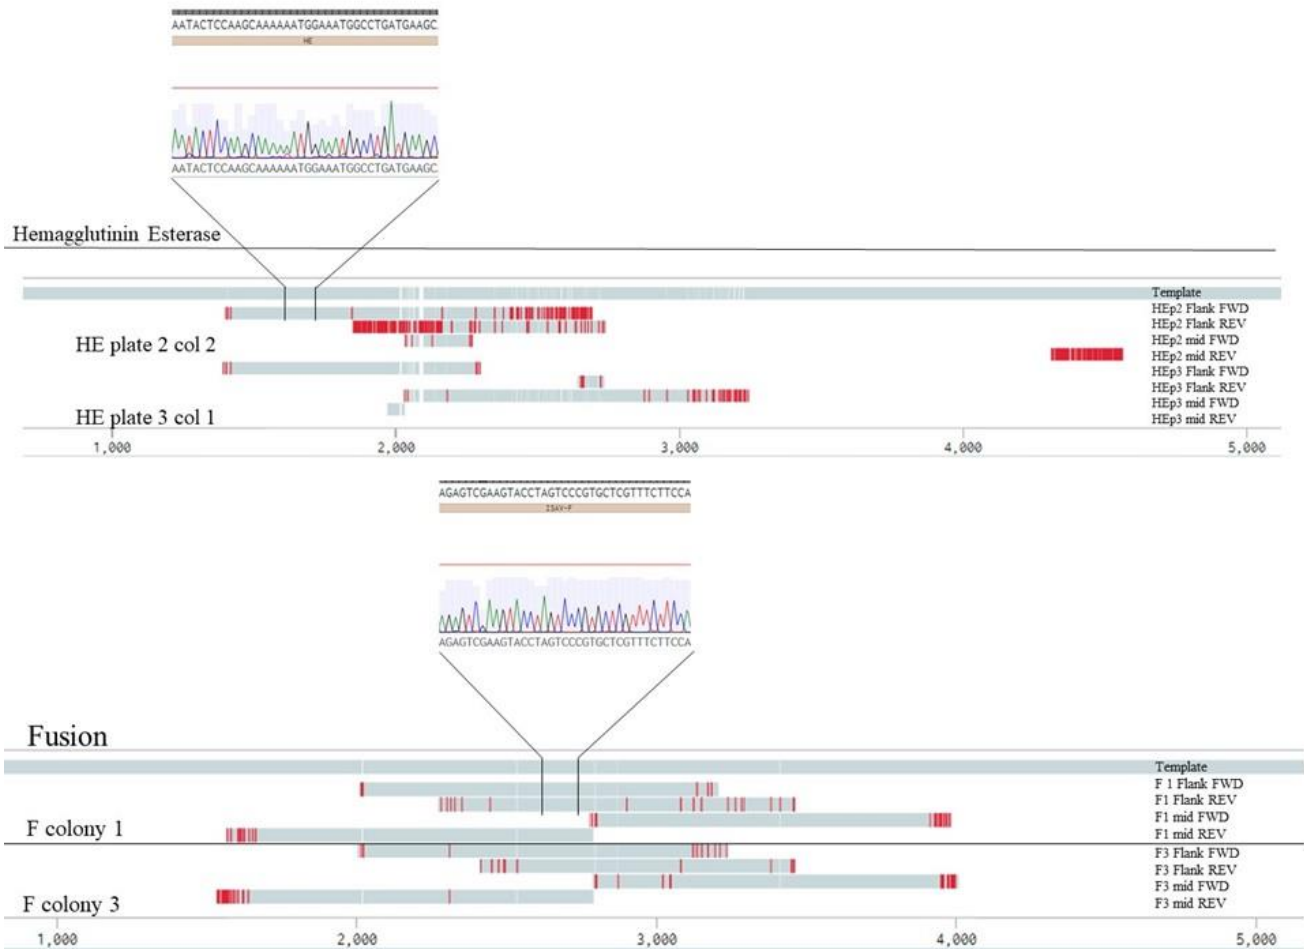 AATACTCCAAGCAAAAAATGGAAATGGCCTGATGAAGC
HE
AATACTCCAAGCAAAAAATGGAAATGGCCTGATGAAGC
Hemagglutinin Esterase
Template
HEp2 Flank FWD
HEp2 Flank REV
HE plate 2 col 2
HEp2 mid FWD
HEp2 mid REV
HEp3 Flank FWD
HEp3 Flank REV
HE plate 3 col 1
HEp3 mid FWD
HEp3 mid REV
1,000 2,000 3,000 4,000 5,000
AGAGTCGAAGTACCTAGTCCCGTGCTCGTTTCTTCCA
ISAV-F
AGAGTCGAAGTACCTAGTCCCGTGCTCGTTTCTTCCA
Fusion
Template
F 1 Flank FWD
F1 Flank REV
F1 mid FWD
F colony 1
F1 mid REV
F3 Flank FWD
F3 Flank REV
F3 mid FWD
F colony 3
F3 mid REV
1,000 2,000 3,000 4,000 5,000